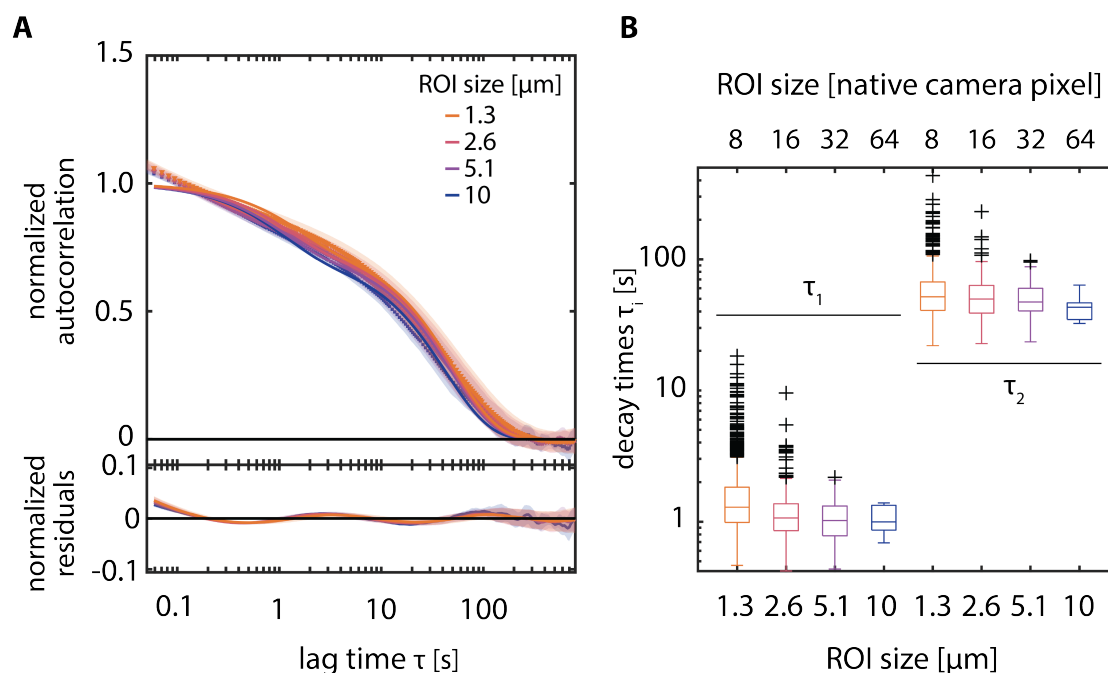 A
1.5
1.0
0.5
0
0.1
0
-0.1
normalized
autocorrelation
normalized
residuals
ROI size [µm]
1.3
2.6
5.1
10
0.1 1 10 100
lag time τ [s]
B
ROI size [native camera pixel]
8 16 32 64 8 16 32 64
100
10
1
decay times τi [s]
τ1
τ2
1.3 2.6 5.1 10 1.3 2.6 5.1 10
ROI size [µm]